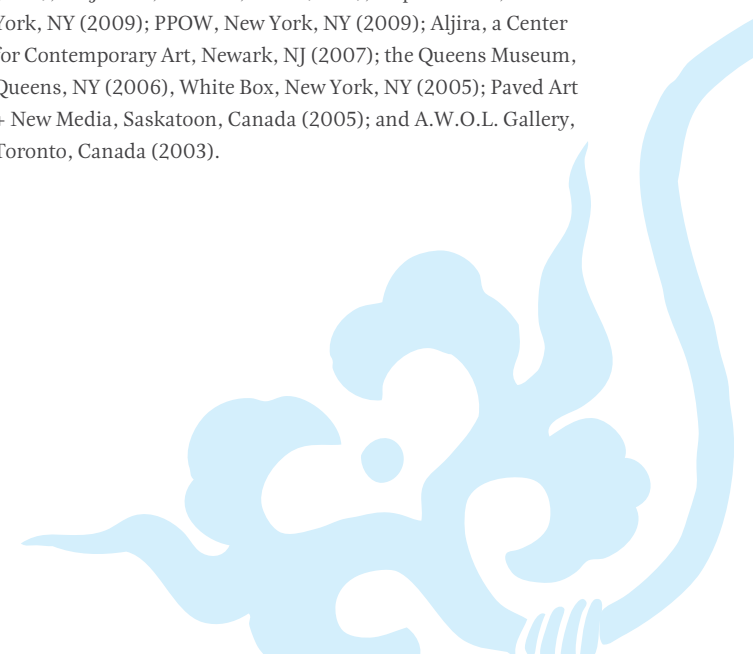 York, NY (2009); PPOW, New York, NY (2009); Aljira, a Center
for Contemporary Art, Newark, NJ (2007); the Queens Museum,
Queens, NY (2006), White Box, New York, NY (2005); Paved Art
+ New Media, Saskatoon, Canada (2005); and A.W.O.L. Gallery,
Toronto, Canada (2003).